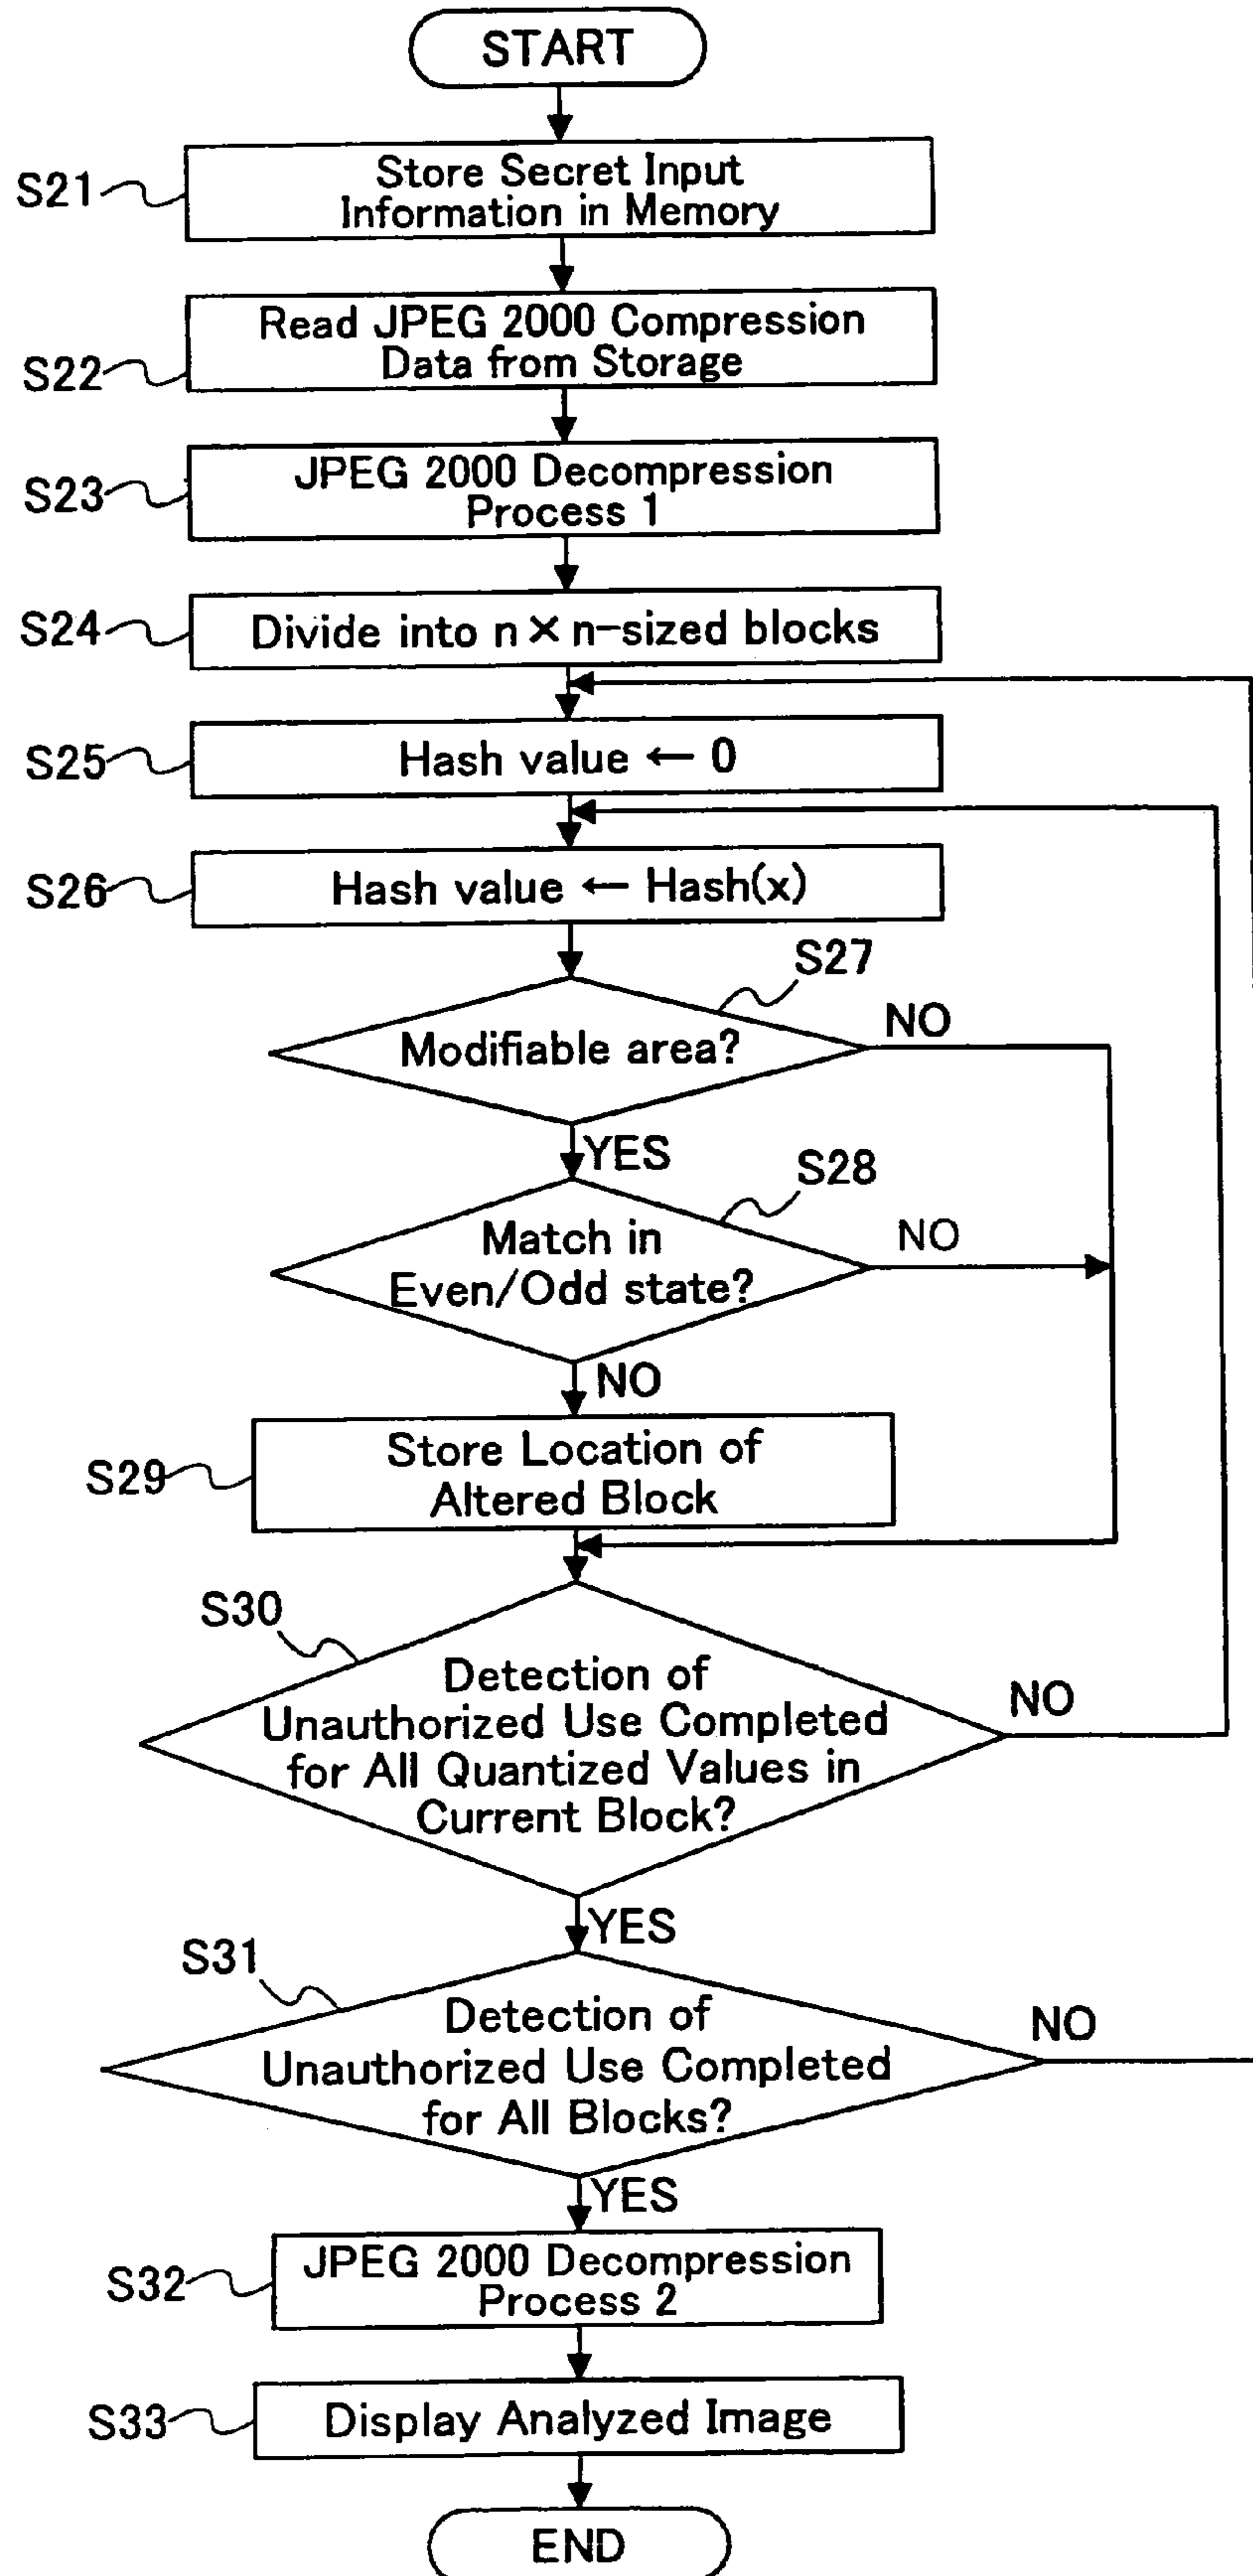 START
S21
Store Secret Input
Information in Memory
S22
Read JPEG 2000 Compression
Data from Storage
S23
JPEG 2000 Decompression
Process 1
S24
Divide into n × n-sized blocks
S25
Hash value ← 0
S26
Hash value ← Hash(x)
S27
Modifiable area?
NO
YES
S28
Match in
Even/Odd state?
NO
NO
S29
Store Location of
Altered Block
S30
Detection of
Unauthorized Use Completed
for All Quantized Values in
Current Block?
NO
YES
S31
Detection of
Unauthorized Use Completed
for All Blocks?
NO
YES
S32
JPEG 2000 Decompression
Process 2
S33
Display Analyzed Image
END